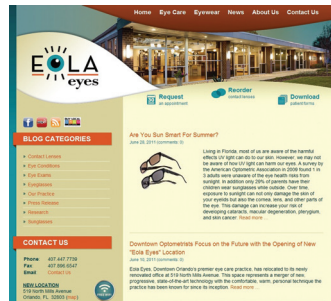 Home Eye Care Eyewear News About Us Contact Us
EOLA
eyes
Request
an appointment
Reorder
contact lenses
Download
patient forms
BLOG CATEGORIES
Contact Lenses
Eye Conditions
Eye Exams
Eyeglasses
Our Practice
Press Release
Research
Sunglasses
CONTACT US
Phone 407.447.7739
Fax 407.898.6547
Email Contact Us
NEW LOCATION
518 North Mills Avenue
Orlando, FL 32803 [map]
Are You Sun Smart For Summer?
June 28, 2011 (comments: 0)
Living in Florida, most of us are aware of the harmful
effects UV light can do to our skin. However, we may not
be aware of how UV light can harm our eyes. A survey by
the American Optometric Association in 2009 found 1 in
3 adults were unaware of the eye health risks from
sunlight. In addition only 29% of parents have their
children wear sunglasses while outside. Over time,
exposure to sunlight can not only damage the skin of
your eyelids but also the cornea, lens, and other parts of
the eye. This damage can increase your risk of
developing cataracts, macular degeneration, pterygium,
and skin cancer! Read more...
Downtown Optometrists Focus on the Future with the Opening of New
"Eola Eyes" Location
June 10, 2011 (comments: 0)
Eola Eyes, Downtown Orlando's premier eye care practice, has relocated to its newly
renovated office at 518 North Mills Avenue. This space represents a merger of new,
progressive, state-of-the-art technology with the comfortable, warm, personal technique the
practice has been known for since its inception. Read more...